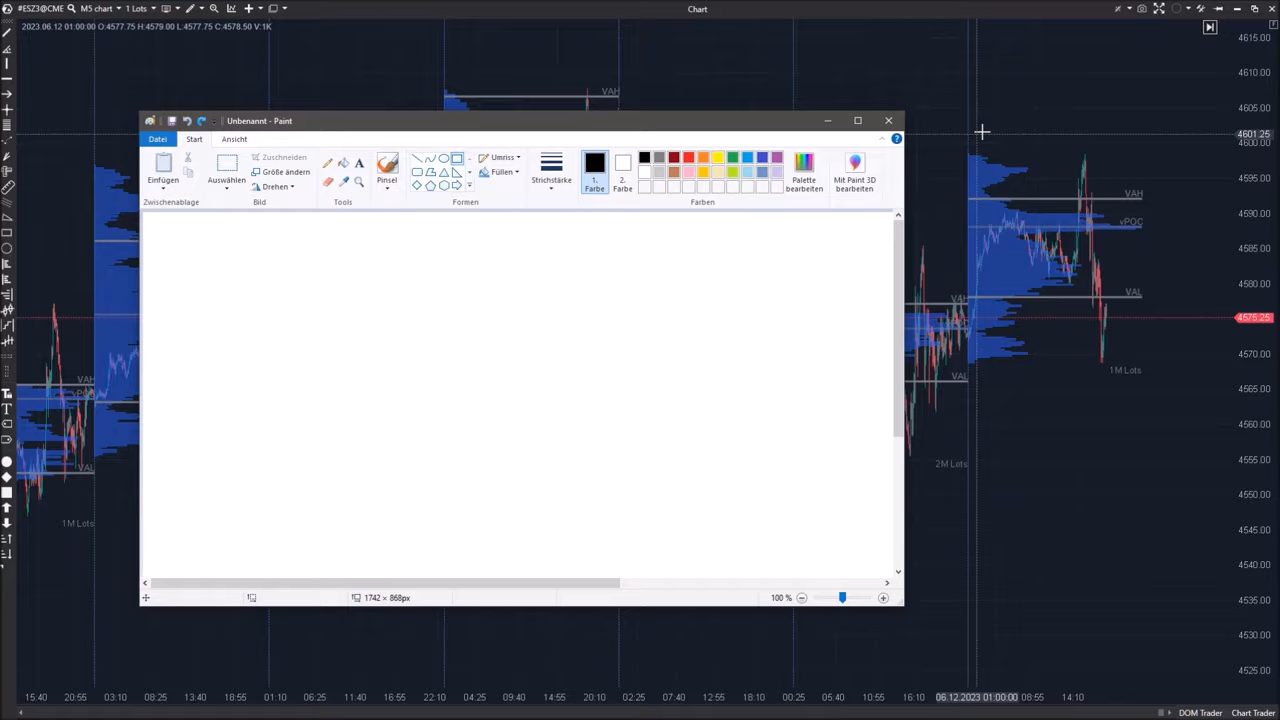 #ESZ3@CME M5 chart 1 Lots Chart
2023.06.12 01:00:00 O:4577.75 H:4579.00 L:4577.75 C:4578.50 V:1K
Unbenannt - Paint
Datei Start Ansicht
Einfügen
Zwischenablage
Auswählen
Zuschneiden
Größe ändern
Drehen
Bild
A
Tools
Pinsel
Formen
Umriss
Füllen
Strichstärke
1.
Farbe
2.
Farbe
Farben
Palette
bearbeiten
Mit Paint 3D
bearbeiten
1742 × 868px
100 %
VAH
VAH
VAL
1M Lots
VAH
VAL
2M Lots
VAH
vPOC
VAL
1M Lots
4615.00
4610.00
4605.00
4601.25
4600.00
4595.00
4590.00
4585.00
4580.00
4575.25
4570.00
4565.00
4560.00
4555.00
4550.00
4545.00
4540.00
4535.00
4530.00
4525.00
15:40 20:55 03:10 08:25 13:40 18:55 01:10 06:25 11:40 22:10 04:25 09:40 14:55 20:10 02:25 07:40 12:55 18:10 00:25 05:40 10:55 16:10 06.12.2023 01:00:00 08:55 14:10
DOM Trader Chart Trader